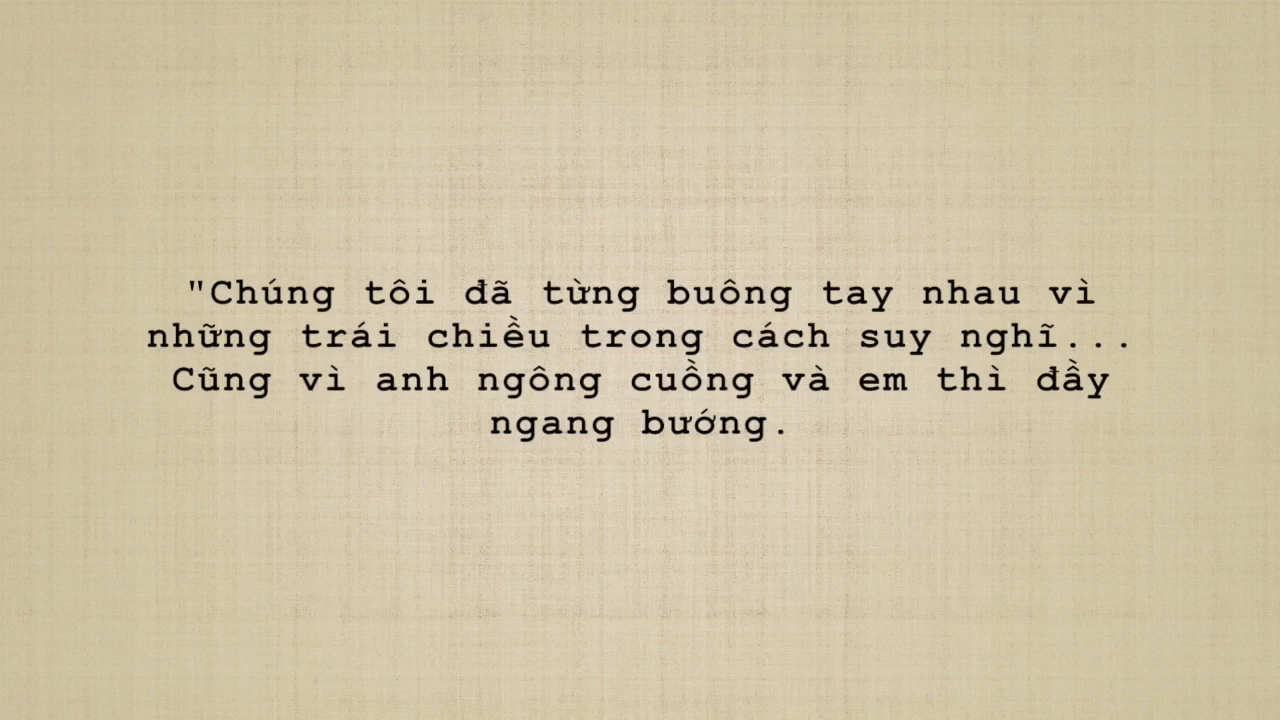 "Chúng tôi đã từng buông tay nhau vì
những trái chiều trong cách suy nghĩ...
Cũng vì anh ngông cuồng và em thì đầy
ngang bướng.